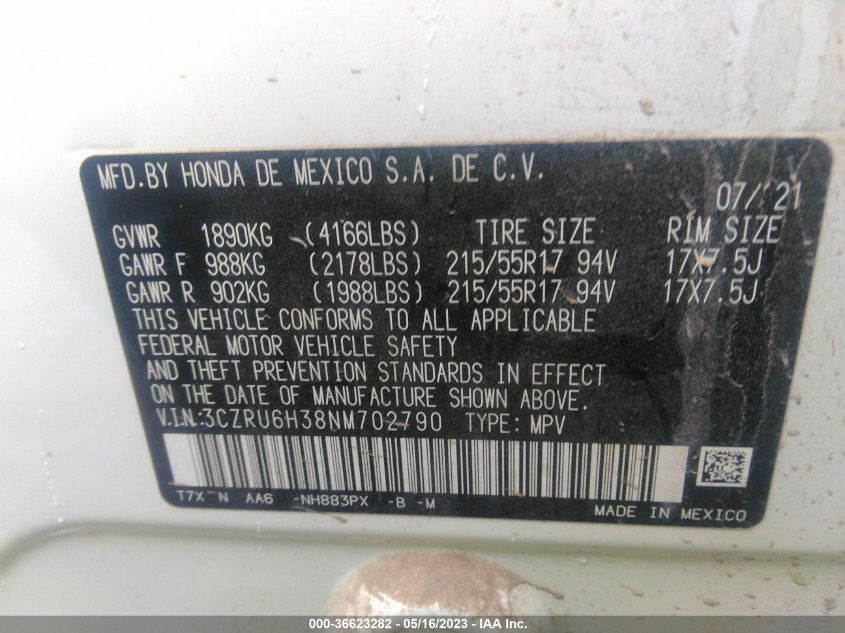 MFD.BY HONDA DE MEXICO S.A. DE C.V.
07/'21
GVWR 1890KG (4166LBS) TIRE SIZE RIM SIZE
GAWR F 988KG (2178LBS) 215/55R17 94V 17X7.5J
GAWR R 902KG (1988LBS) 215/55R17 94V 17X7.5J
THIS VEHICLE CONFORMS TO ALL APPLICABLE
FEDERAL MOTOR VEHICLE SAFETY
AND THEFT PREVENTION STANDARDS IN EFFECT
ON THE DATE OF MANUFACTURE SHOWN ABOVE.
V.I.N:3CZRU6H38NM702790 TYPE: MPV
T7X N AA6 -NH883PX -B -M
MADE IN MEXICO
000-36623282 - 05/16/2023 - IAAI Inc.